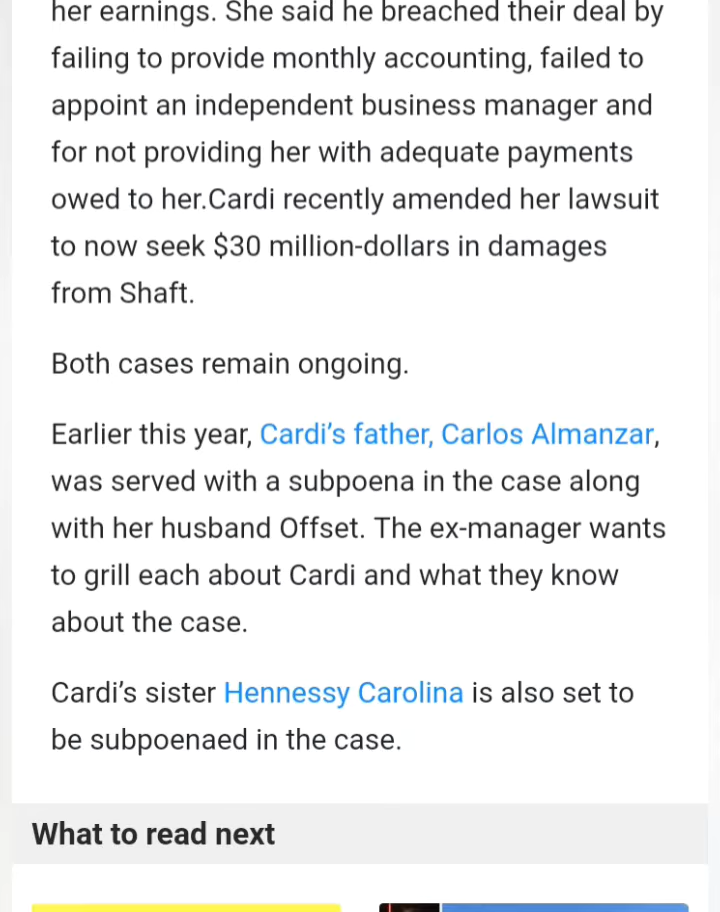 her earnings. She said he breached their deal by
failing to provide monthly accounting, failed to
appoint an independent business manager and
for not providing her with adequate payments
owed to her.Cardi recently amended her lawsuit
to now seek $30 million-dollars in damages
from Shaft.
Both cases remain ongoing.
Earlier this year, Cardi’s father, Carlos Almanzar,
was served with a subpoena in the case along
with her husband Offset. The ex-manager wants
to grill each about Cardi and what they know
about the case.
Cardi’s sister Hennessy Carolina is also set to
be subpoenaed in the case.
What to read next